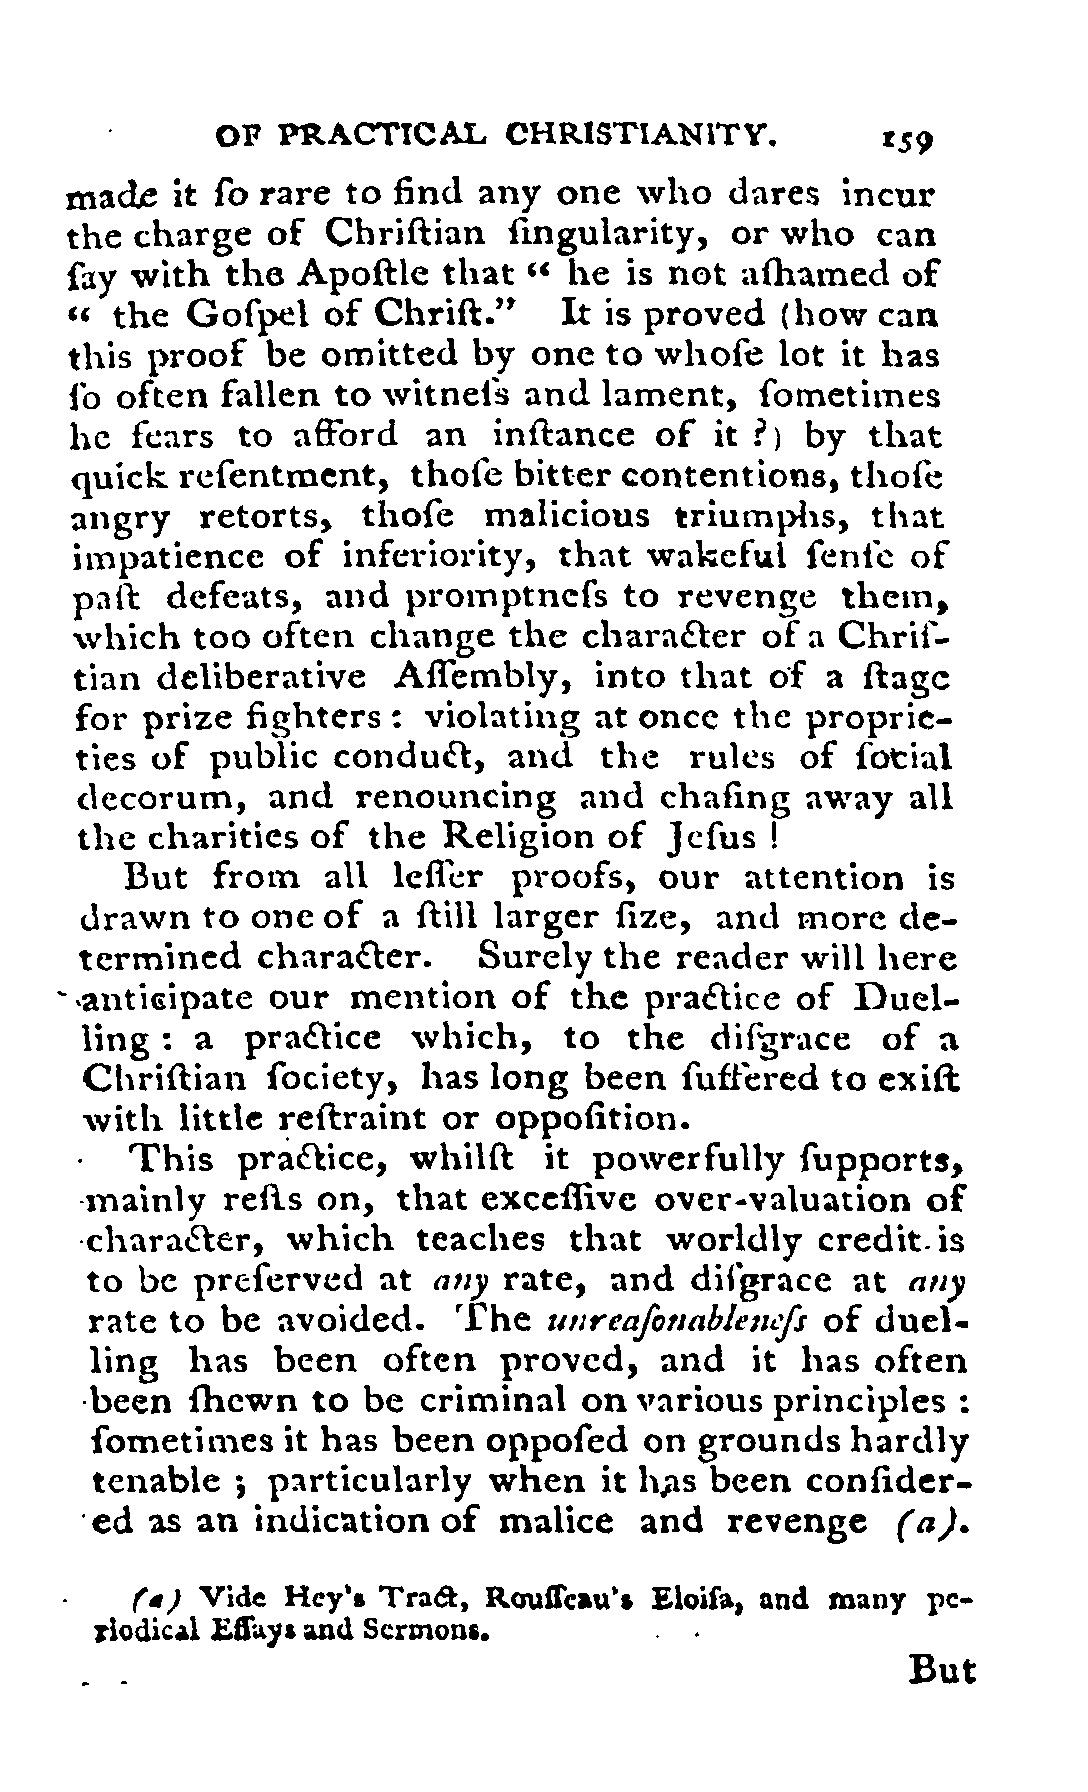 OF PRACTICAL CHRISTIANITY. 159
made it ſo rare to find any one who dares incur
the charge of Chriſtian ſingularity, or who can
ſay with the Apoſtle that “ he is not aſhamed of
“ the Goſpel of Chriſt.” It is proved (how can
this proof be omitted by one to whoſe lot it has
ſo often fallen to witneſs and lament, ſometimes
he fears to afford an inſtance of it ?) by that
quick reſentment, thoſe bitter contentions, thoſe
angry retorts, thoſe malicious triumphs, that
impatience of inferiority, that wakeful ſenſe of
paſt defeats, and promptneſs to revenge them,
which too often change the character of a Chriſ-
tian deliberative Aſſembly, into that of a ſtage
for prize fighters : violating at once the proprie-
ties of public conduct, and the rules of ſocial
decorum, and renouncing and chaſing away all
the charities of the Religion of Jeſus !
But from all leſſer proofs, our attention is
drawn to one of a ſtill larger ſize, and more de-
termined character. Surely the reader will here
anticipate our mention of the practice of Duel-
ling : a practice which, to the diſgrace of a
Chriſtian ſociety, has long been ſuffered to exiſt
with little reſtraint or oppoſition.
This practice, whilſt it powerfully ſupports,
mainly reſts on, that exceſſive over-valuation of
character, which teaches that worldly credit is
to be preſerved at any rate, and diſgrace at any
rate to be avoided. The unreaſonableneſs of duel-
ling has been often proved, and it has often
been ſhewn to be criminal on various principles :
ſometimes it has been oppoſed on grounds hardly
tenable ; particularly when it has been conſider-
ed as an indication of malice and revenge (a).
(a) Vide Hey's Tract, Rouſſeau's Eloiſa, and many pe-
riodical Eſſays and Sermons.
But